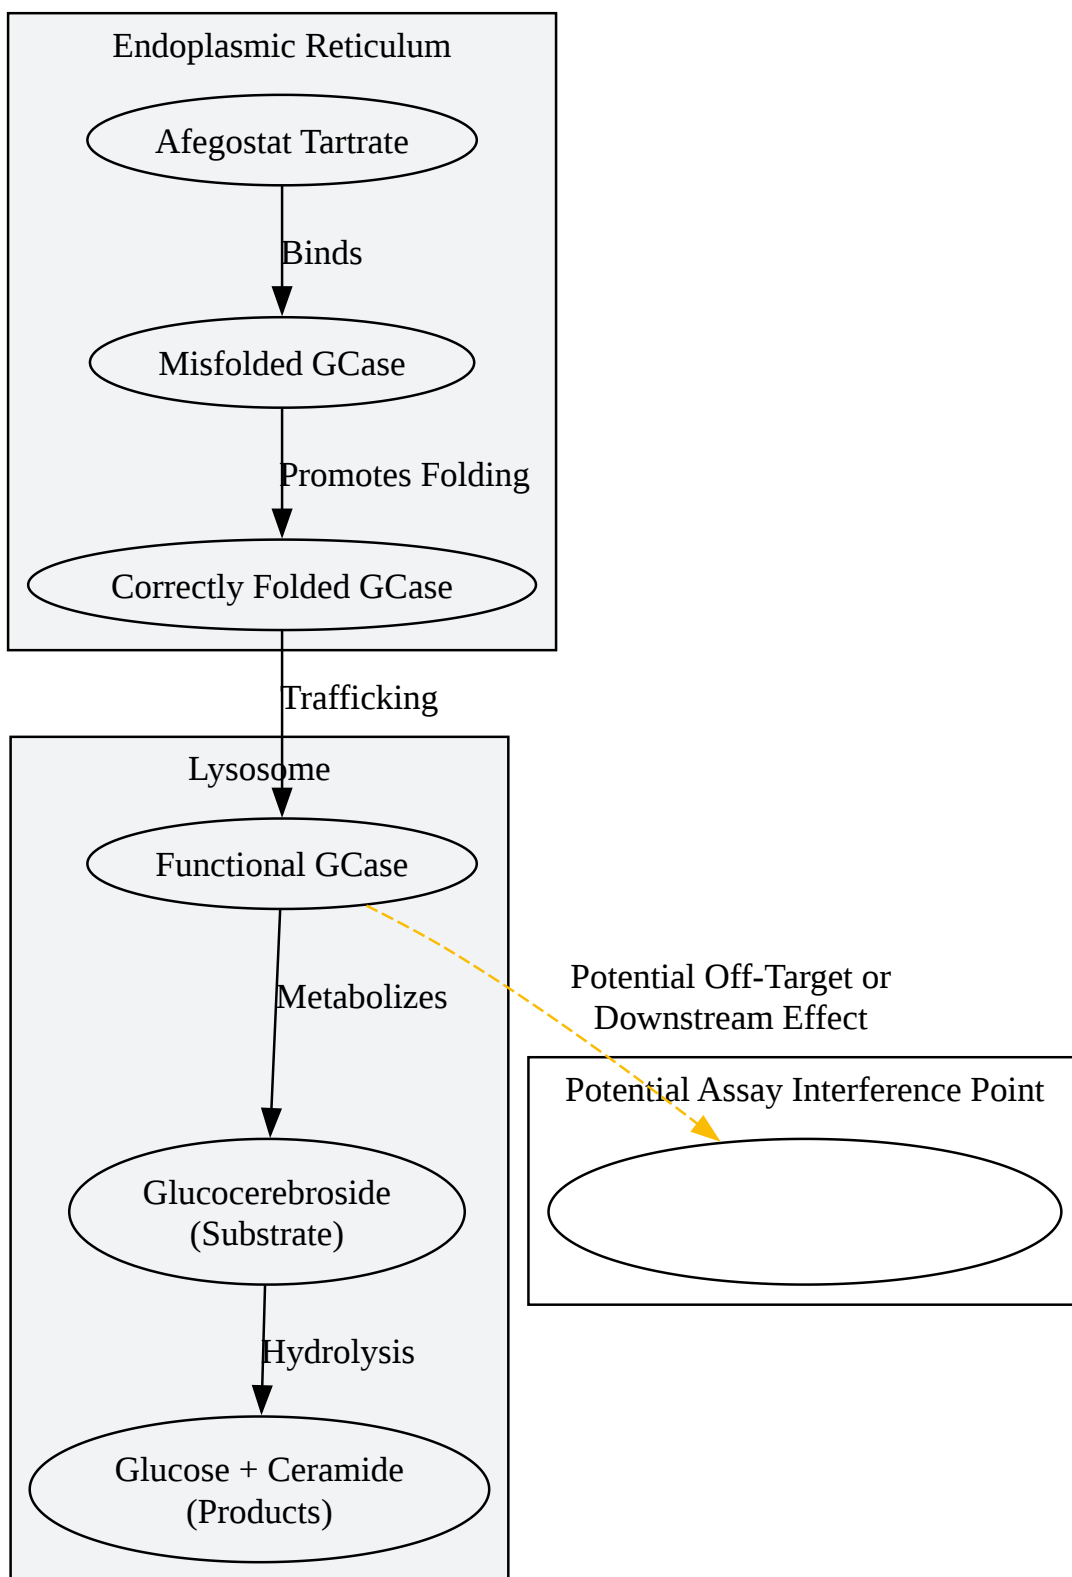 Endoplasmic Reticulum
Afegostat Tartrate
Binds
Misfolded GCase
Promotes Folding
Correctly Folded GCase
Trafficking
Lysosome
Functional GCase
Metabolizes
Potential Off-Target or
Downstream Effect
Potential Assay Interference Point
Glucocerebroside
(Substrate)
Hydrolysis
Glucose + Ceramide
(Products)